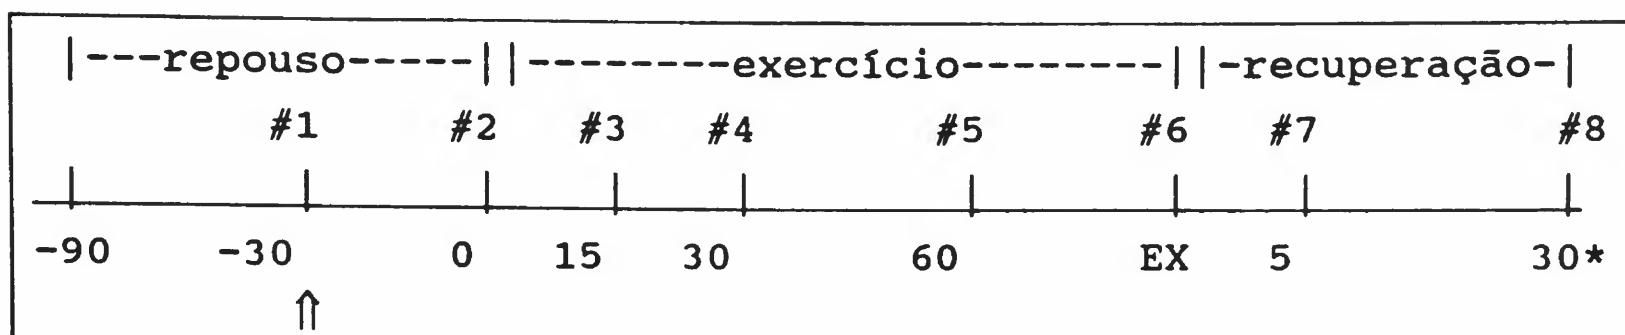 |---repouso-----||--------exercício--------||-recuperação-|
#1 #2 #3 #4 #5 #6 #7 #8
-90 -30 0 15 30 60 EX 5 30*
⇑